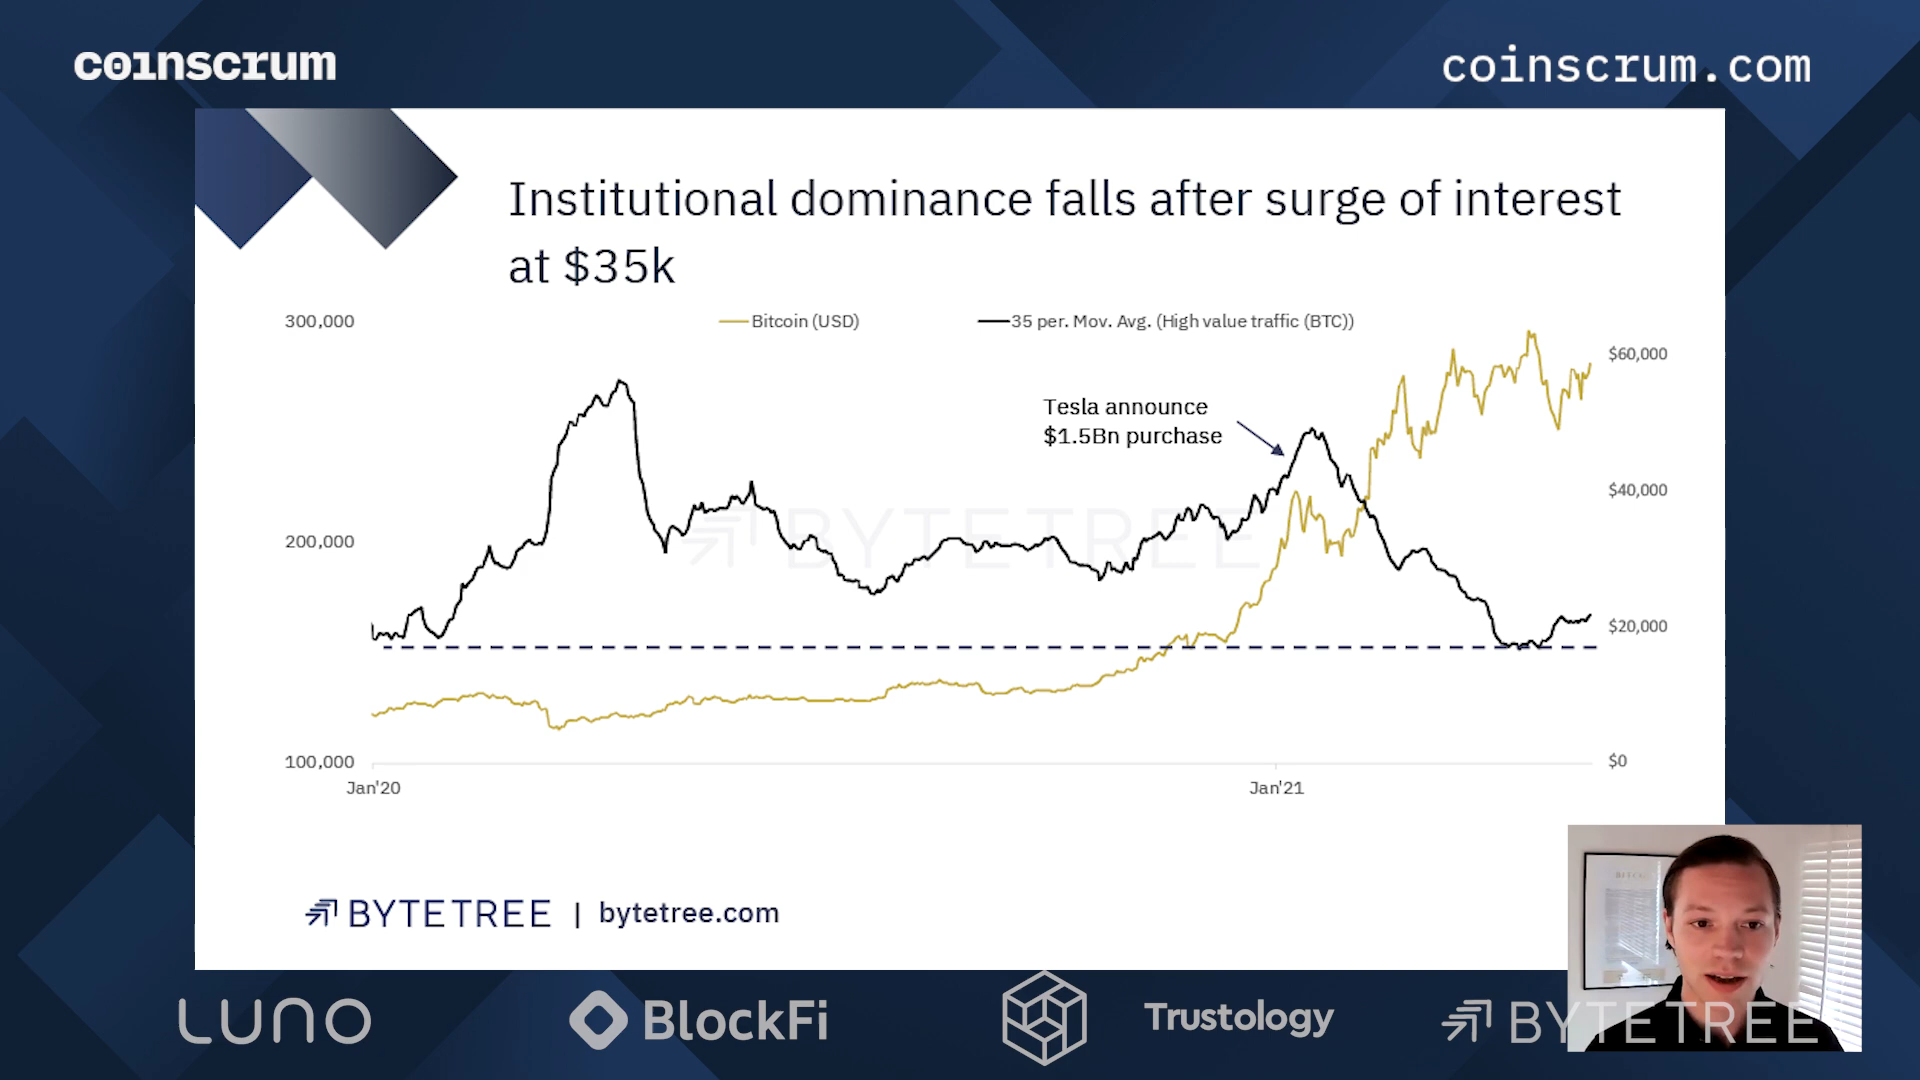 coinscrum
coinscrum.com
Institutional dominance falls after surge of interest
at $35k
300,000
Bitcoin (USD)
35 per. Mov. Avg. (High value traffic (BTC))
$60,000
Tesla announce
$1.5Bn purchase
$40,000
BYTETREE
200,000
$20,000
100,000
$0
Jan'20
Jan'21
BYTETREE | bytetree.com
LUNO
BlockFi
Trustology
BYTETREE